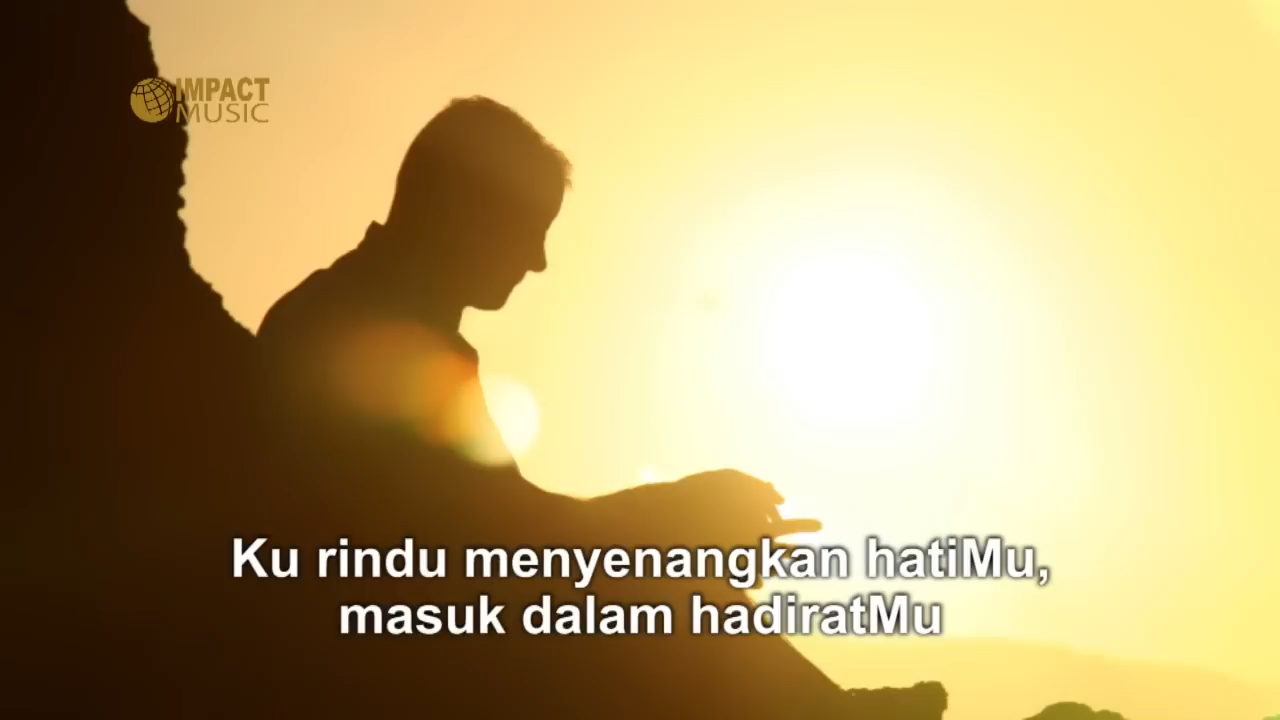 IMPACT
MUSIC
Ku rindu menyenangkan hatiMu,
masuk dalam hadiratMu